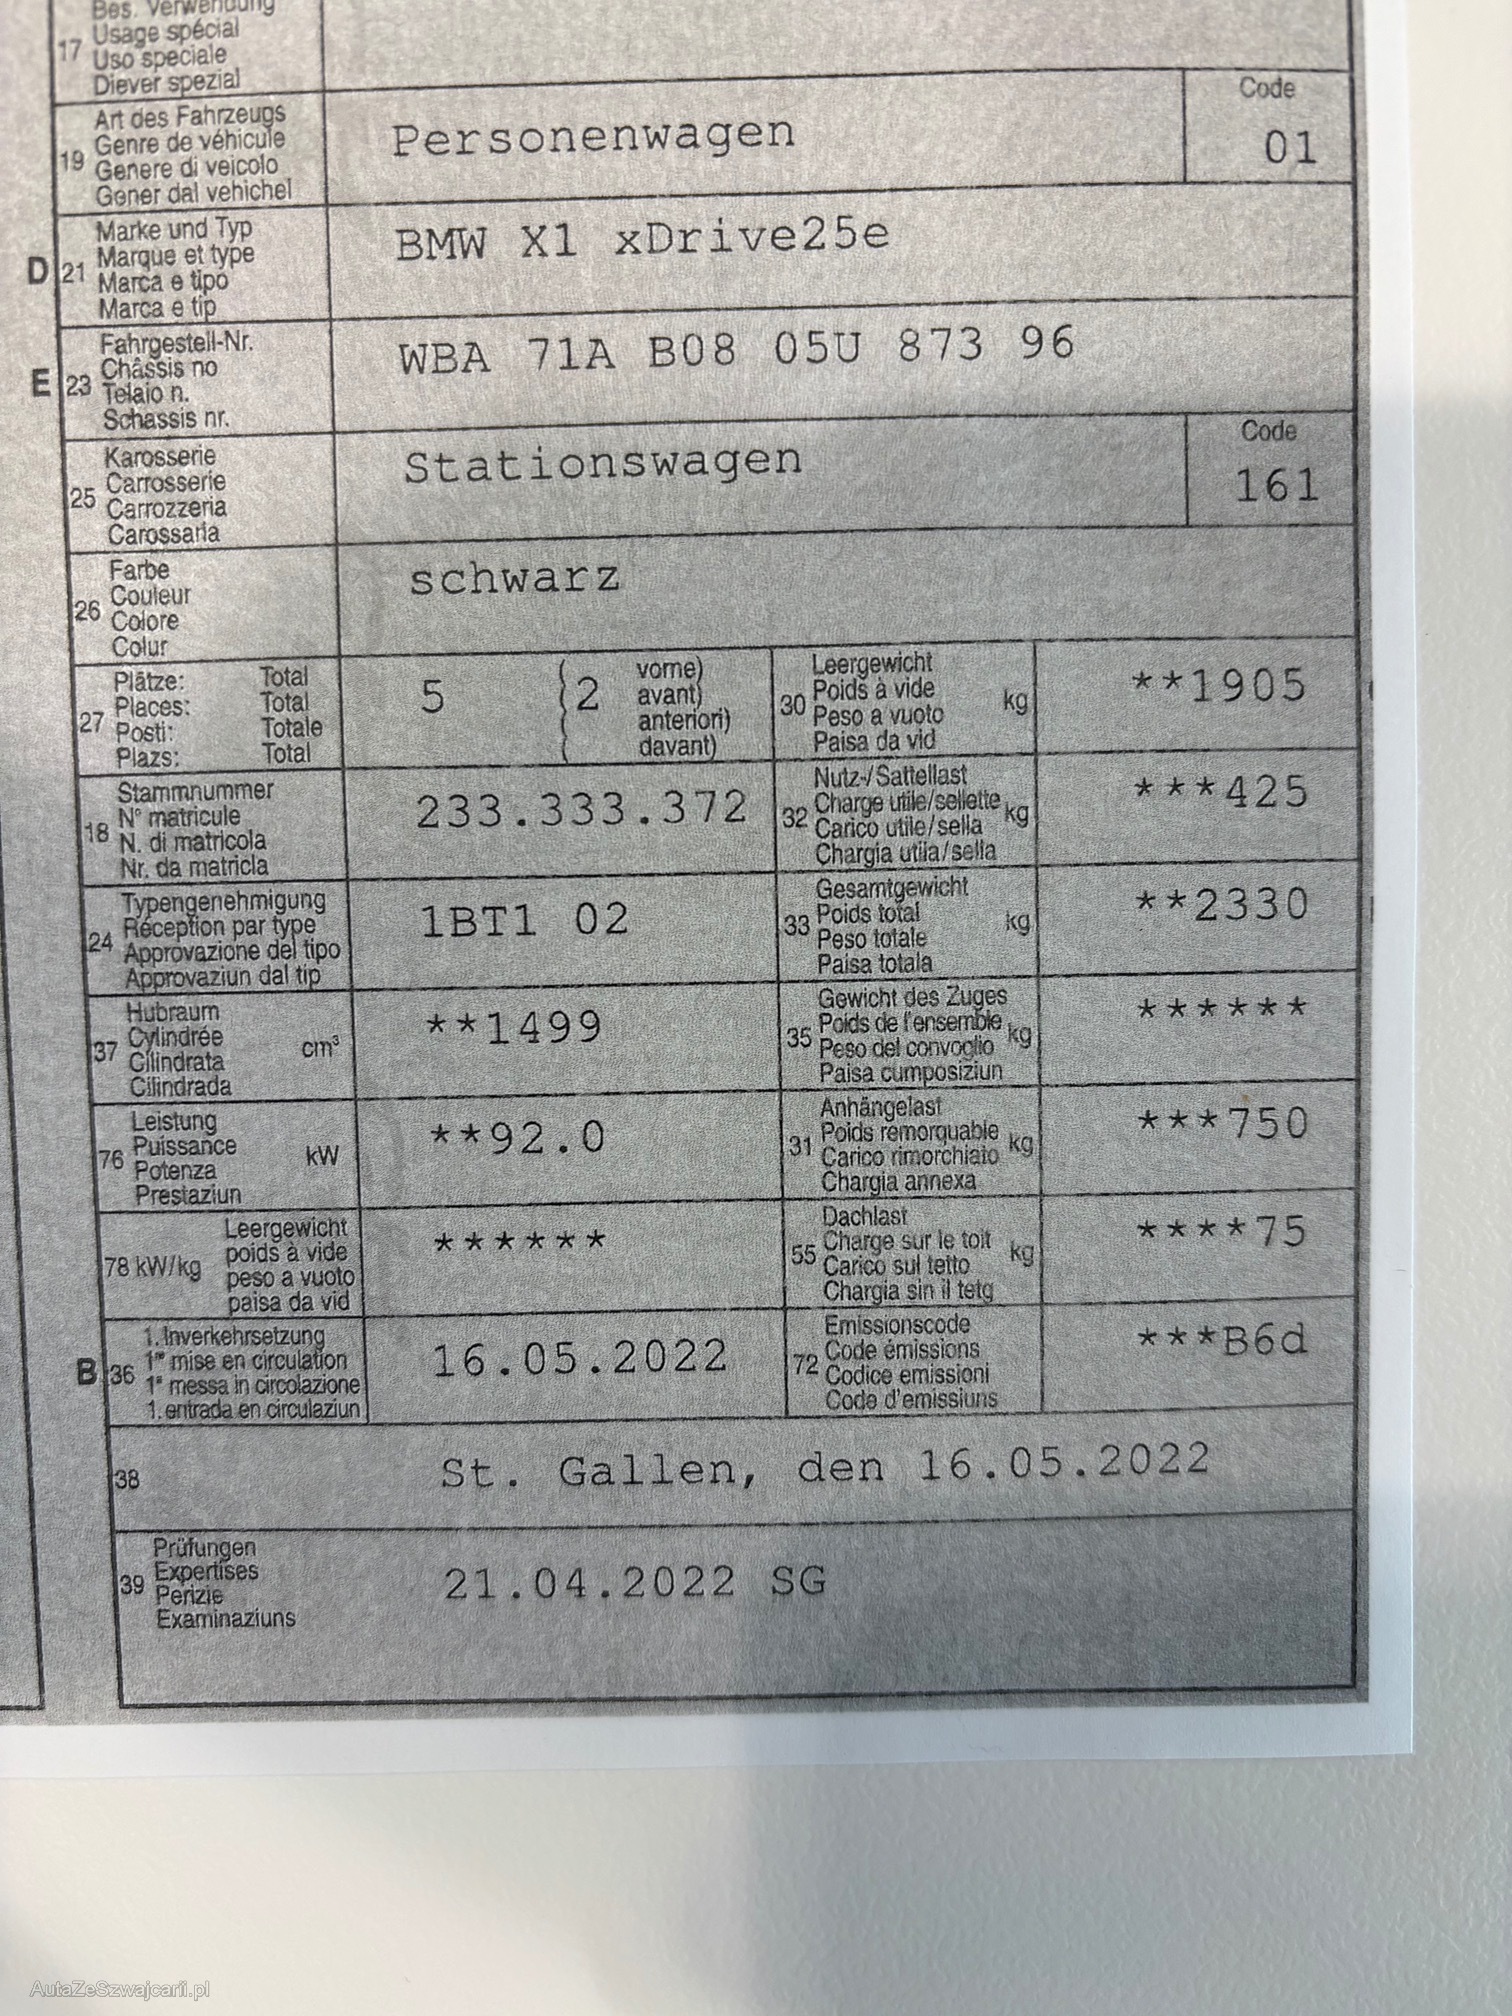 Bes. Verwendung
17 Usage spécial
Uso speciale
Diever spezial
Art des Fahrzeugs
19 Genre de véhicule
Genere di veicolo
Gener dal vehichel
Personenwagen
Code
01
Marke und Typ
D 21 Marque et type
Marca e tipo
Marca e tip
BMW X1 xDrive25e
Fahrgestell-Nr.
E 23 Châssis no
Telaio n.
Schassis nr.
WBA 71A B08 05U 873 96
Karosserie
25 Carrosserie
Carrozzeria
Carossaria
Stationswagen
Code
161
Farbe
26 Couleur
Colore
Colur
schwarz
Plätze: Total
27 Places: Total
Posti: Totale
Plazs: Total
5 ( 2 vorne)
avant)
anteriori)
( davant)
Leergewicht
30 Poids à vide kg
Peso a vuoto
Paisa da vid
**1905
Stammnummer
18 N° matricule
N. di matricola
Nr. da matricla
233.333.372
Nutz-/Sattellast
32 Charge utile/sellette kg
Carico utile/sella
Chargia utila/sella
***425
Typengenehmigung
24 Réception par type
Approvazione del tipo
Approvaziun dal tip
1BT1 02
Gesamtgewicht
33 Poids total kg
Peso totale
Paisa totala
**2330
Hubraum
37 Cylindrée cm³
Cilindrata
Cilindrada
**1499
Gewicht des Zuges
35 Poids de l'ensemble kg
Peso del convoglio
Paisa cumposiziun
******
Leistung
76 Puissance kW
Potenza
Prestaziun
**92.0
Anhängelast
31 Poids remorquable kg
Carico rimorchiato
Chargia annexa
***750
Leergewicht
78 kW/kg poids à vide
peso a vuoto
paisa da vid
******
Dachlast
55 Charge sur le toit kg
Carico sul tetto
Chargia sin il tetg
****75
1. Inverkehrsetzung
B 36 1re mise en circulation
1a messa in circolazione
1. entrada en circulaziun
16.05.2022
Emissionscode
72 Code émissions
Codice emissioni
Code d'emissiuns
***B6d
38 St. Gallen, den 16.05.2022
Prüfungen
39 Expertises
Perizie
Examinaziuns
21.04.2022 SG
AutaZeSzwajcarii.pl